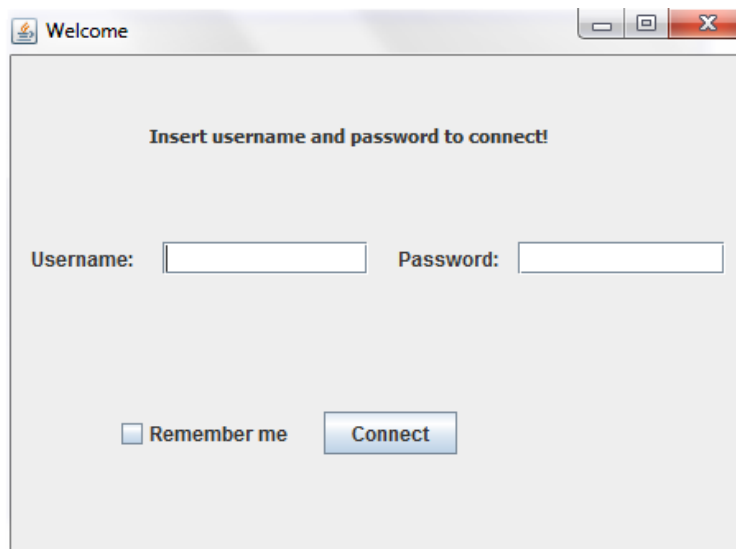 Welcome
Insert username and password to connect!
Username: Password:
Remember me Connect